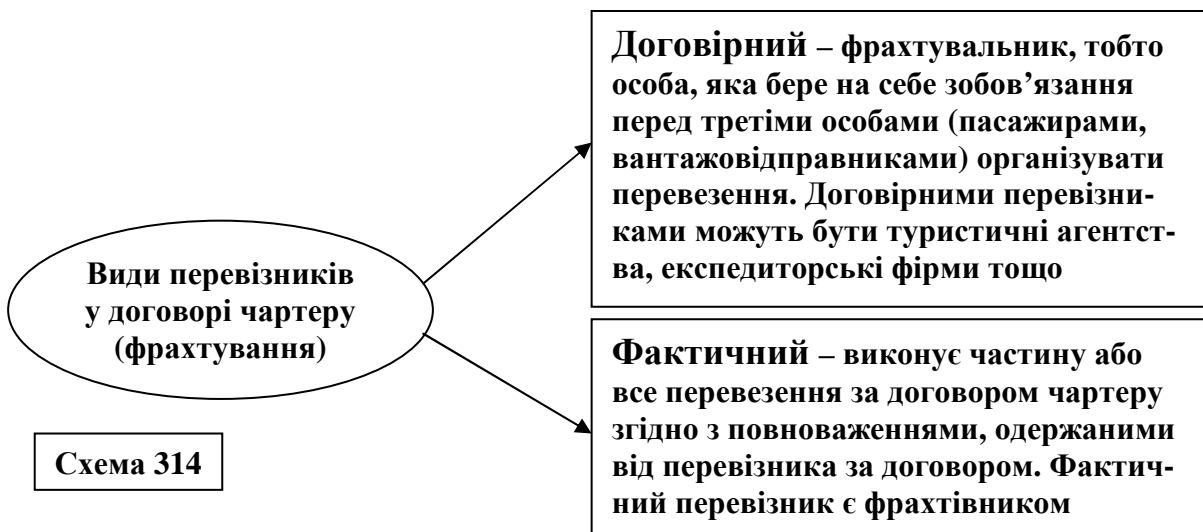 Договірний – фрахтувальник, тобто
особа, яка бере на себе зобов’язання
перед третіми особами (пасажирами,
вантажовідправниками) організувати
перевезення. Договірними перевізни-
ками можуть бути туристичні агентст-
ва, експедиторські фірми тощо
Види перевізників
у договорі чартеру
(фрахтування)
Фактичний – виконує частину або
все перевезення за договором чартеру
згідно з повноваженнями, одержаними
від перевізника за договором. Фактич-
ний перевізник є фрахтівником
Схема 314